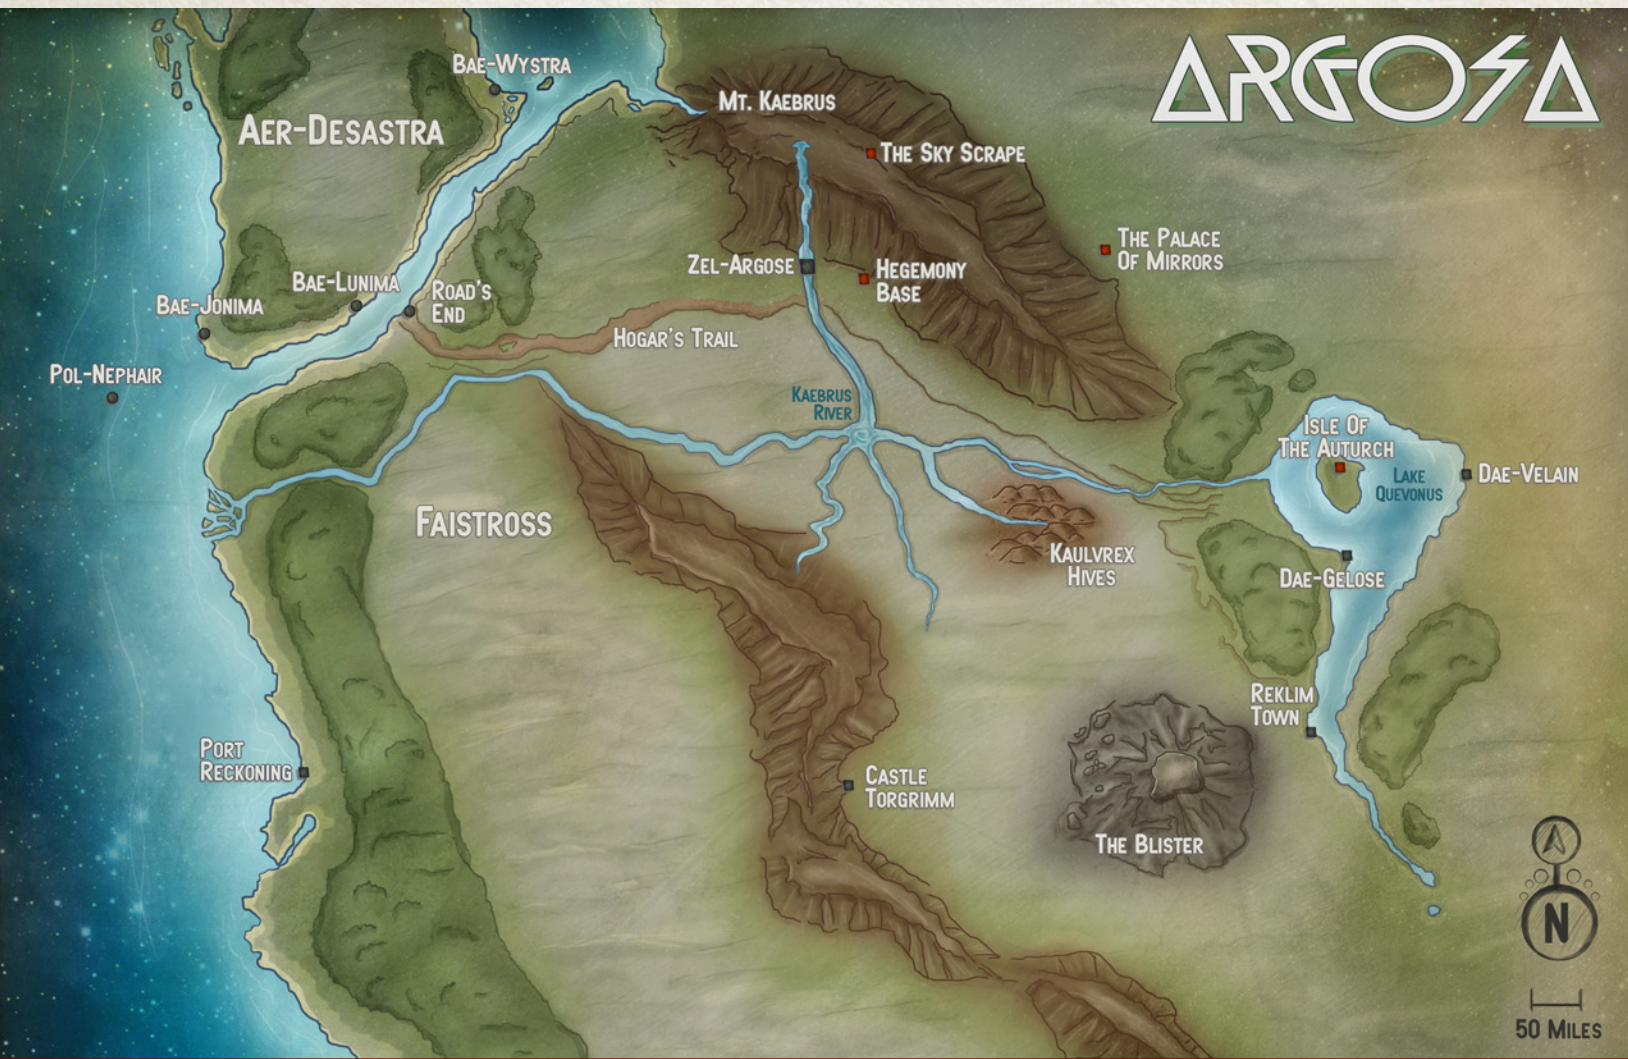 ARGOSA
Bae-Wystra
Aer-Desastra
Mt. Kaebrus
The Sky Scrape
The Palace
Of Mirrors
Zel-Argose
Hegemony
Base
Bae-Lunima
Bae-Jonima
Road's
End
Hogar's Trail
Pol-Nephair
Kaebrus
River
Isle Of
The Auturch
Lake
Quevonus
Dae-Velain
Faistross
Kaulvrex
Hives
Dae-Gelose
Reklim
Town
Port
Reckoning
Castle
Torgrimm
The Blister
N
50 Miles